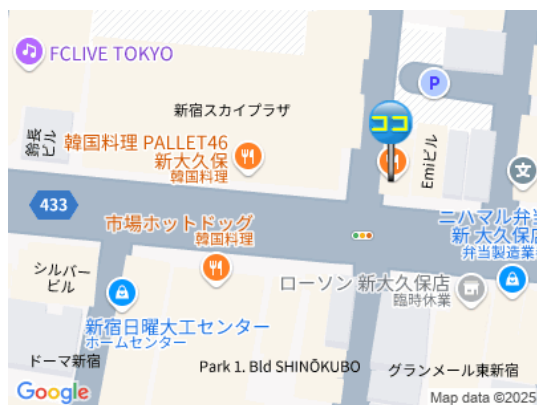 FCLIVE TOKYO
P
新宿スカイプラザ
ココ
鈴長
ビル
韓国料理 PALLET46
新大久保
韓国料理
Emiビル
文
433
市場ホットドッグ
韓国料理
ニハマル弁当
新大久保店
弁当製造業者
シルバー
ビル
ローソン 新大久保店
臨時休業
新宿日曜大工センター
ホームセンター
ドーマ新宿
Park 1. Bld SHINŌKUBO
グランメール東新宿
Google
Map data ©2025